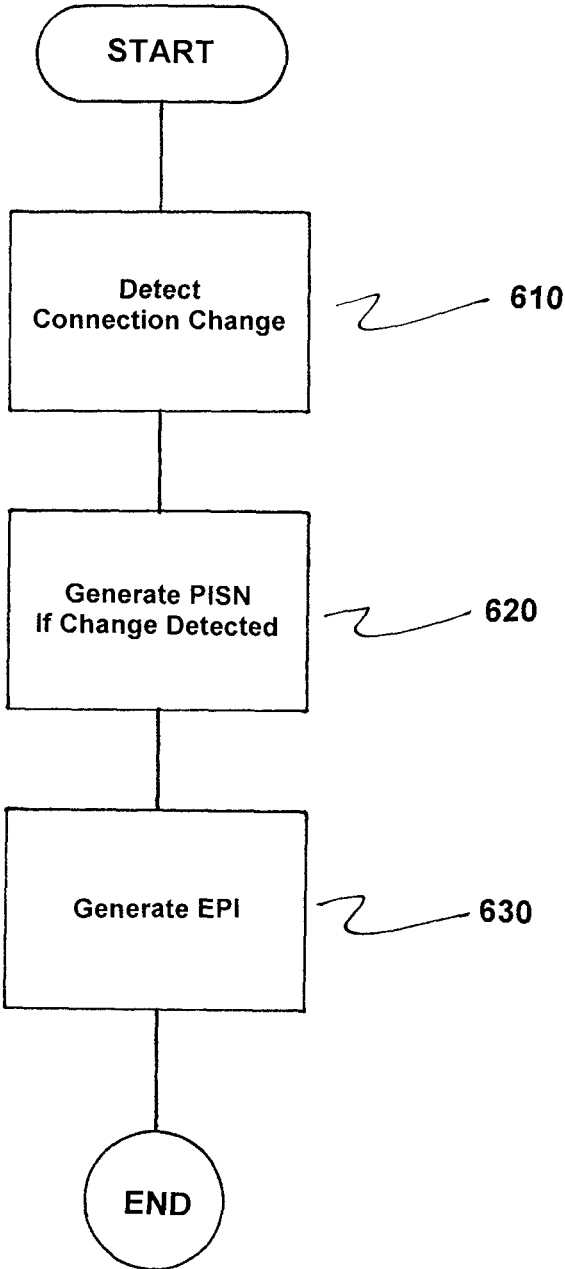 START
Detect
Connection Change
610
Generate PISN
If Change Detected
620
Generate EPI
630
END